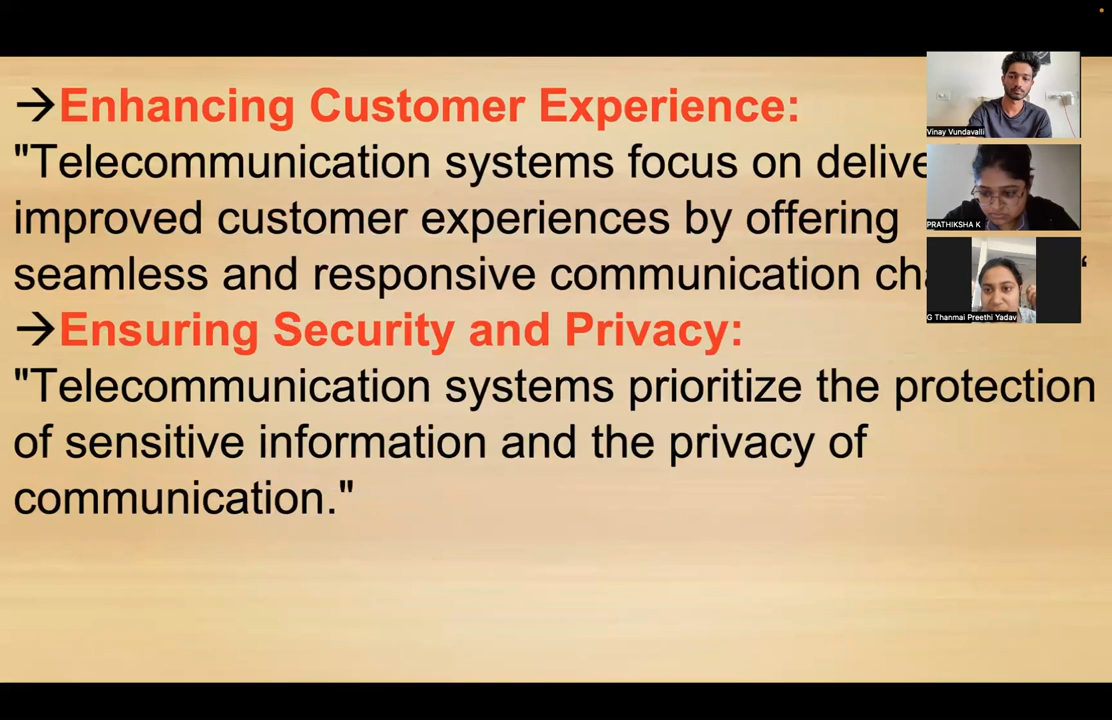 →Enhancing Customer Experience:
"Telecommunication systems focus on
improved customer experiences by offering
seamless and responsive communication
→Ensuring Security and Privacy:
"Telecommunication systems prioritize the protection
of sensitive information and the privacy of
communication."
Vinay Vundavalli
PRATHIKSHA K
G Thanmai Preethi Yadav